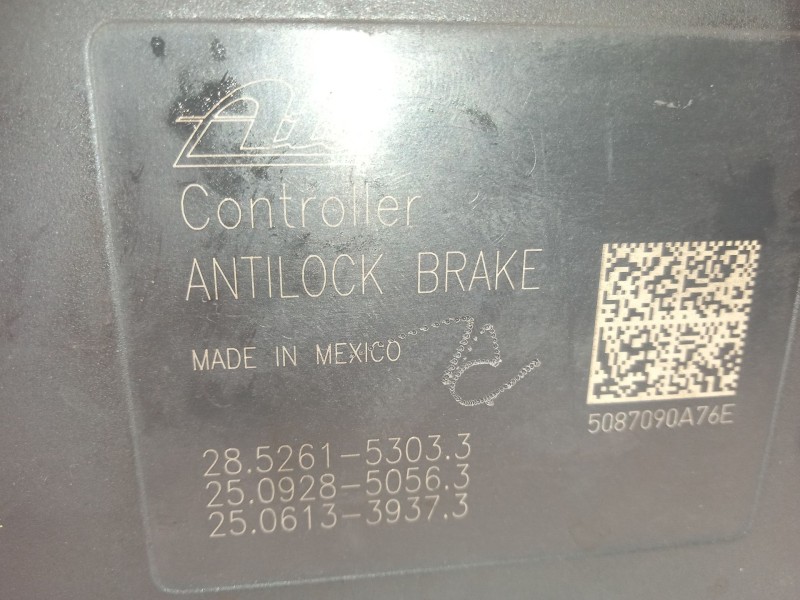 Controller
ANTILOCK BRAKE
MADE IN MEXICO
5087090A76E
28.5261-5303.3
25.0928-5056.3
25.0613-3937.3